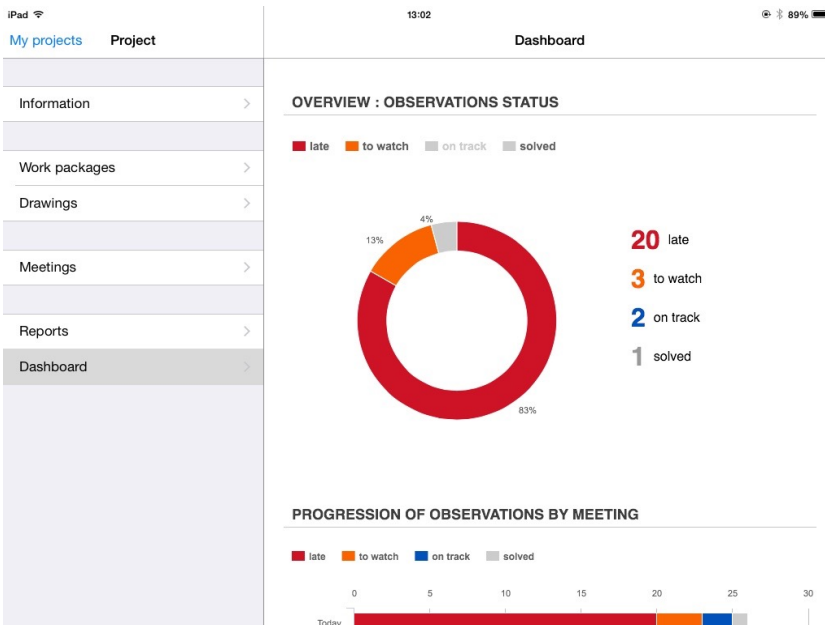 iPad 13:02 89%
My projects Project Dashboard
Information
Work packages
Drawings
Meetings
Reports
Dashboard
OVERVIEW : OBSERVATIONS STATUS
late to watch on track solved
4%
13%
83%
20 late
3 to watch
2 on track
1 solved
PROGRESSION OF OBSERVATIONS BY MEETING
late to watch on track solved
0 5 10 15 20 25 30
Today